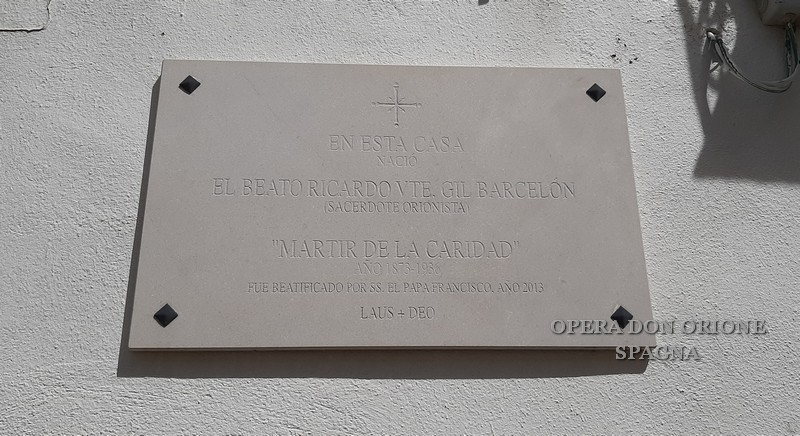 EN ESTA CASA
NACIÓ
EL BEATO RICARDO VTE. GIL BARCELÓN
(SACERDOTE ORIONISTA)
"MARTIR DE LA CARIDAD"
AÑO 1873-1936
FUE BEATIFICADO POR SS. EL PAPA FRANCISCO, AÑO 2013
LAUS + DEO
OPERA DON ORIONE
SPAGNA